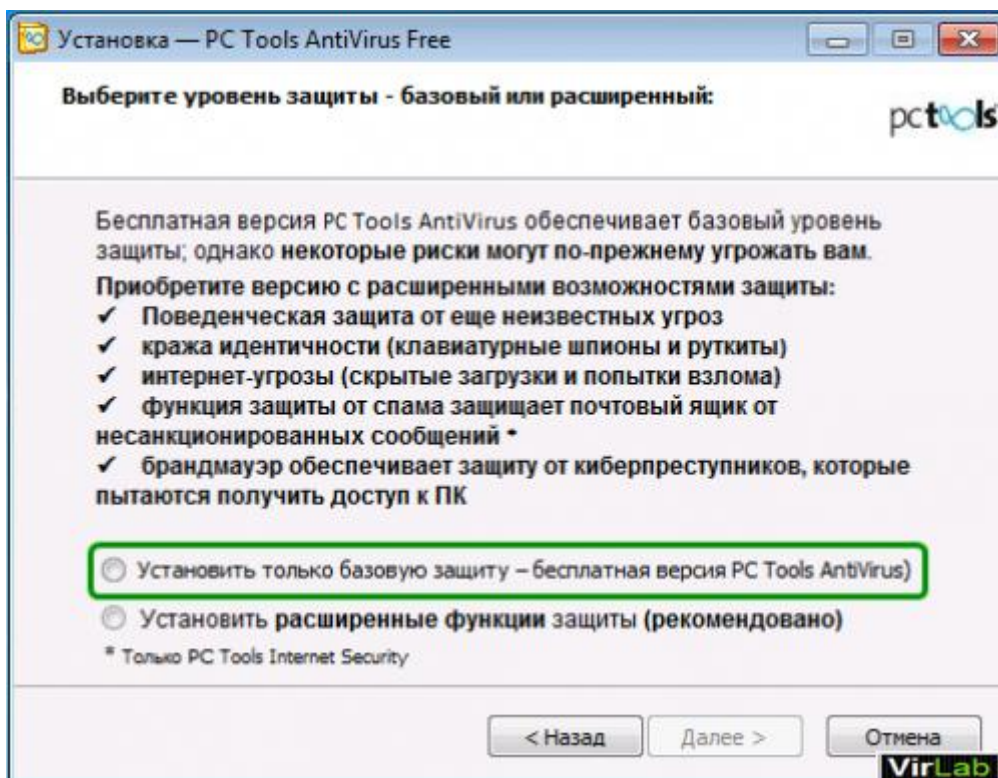 Установка — PC Tools AntiVirus Free
Выберите уровень защиты - базовый или расширенный:
pctools
Бесплатная версия PC Tools AntiVirus обеспечивает базовый уровень
защиты; однако некоторые риски могут по-прежнему угрожать вам.
Приобретите версию с расширенными возможностями защиты:
✓ Поведенческая защита от еще неизвестных угроз
✓ кража идентичности (клавиатурные шпионы и руткиты)
✓ интернет-угрозы (скрытые загрузки и попытки взлома)
✓ функция защиты от спама защищает почтовый ящик от
несанкционированных сообщений *
✓ брандмауэр обеспечивает защиту от киберпреступников, которые
пытаются получить доступ к ПК
Установить только базовую защиту – бесплатная версия PC Tools AntiVirus)
Установить расширенные функции защиты (рекомендовано)
* Только PC Tools Internet Security
< Назад
Далее >
Отмена
VirLab